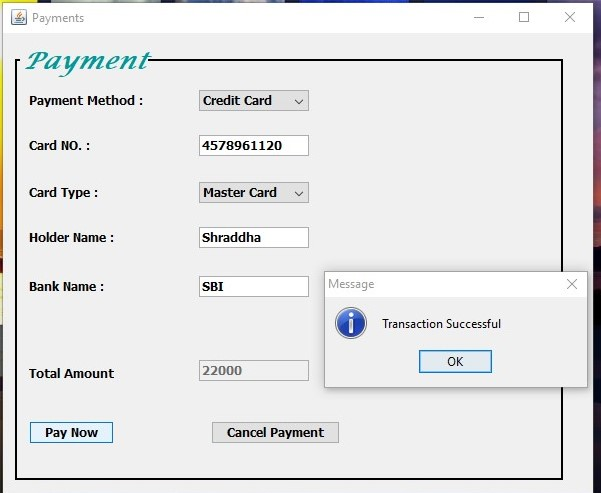 Payments
Payment
Payment Method : Credit Card
Card NO. : 4578961120
Card Type : Master Card
Holder Name : Shraddha
Bank Name : SBI
Message
Transaction Successful
OK
Total Amount 22000
Pay Now Cancel Payment